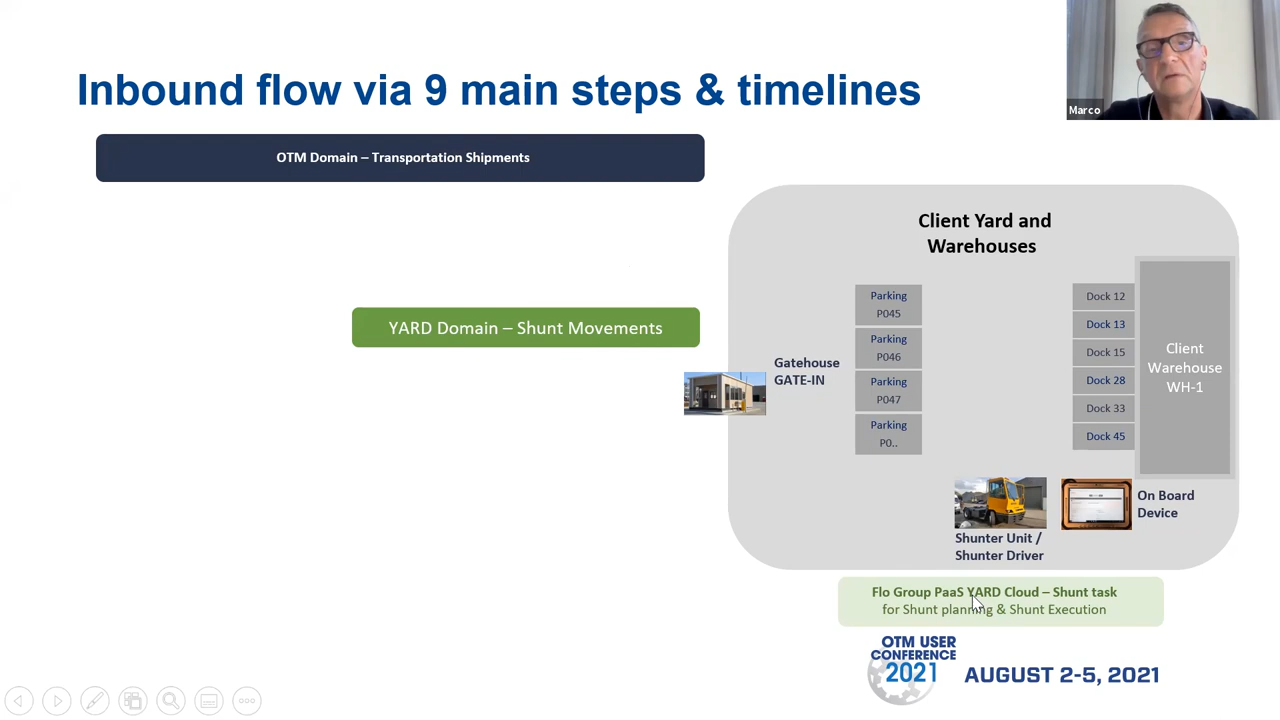 Inbound flow via 9 main steps & timelines
Marco
OTM Domain – Transportation Shipments
Client Yard and
Warehouses
YARD Domain – Shunt Movements
Gatehouse
GATE-IN
Parking
P045
Parking
P046
Parking
P047
Parking
P0..
Dock 12
Dock 13
Dock 15
Dock 28
Dock 33
Dock 45
Client
Warehouse
WH-1
Shunter Unit /
Shunter Driver
On Board
Device
Flo Group PaaS YARD Cloud – Shunt task
for Shunt planning & Shunt Execution
OTM USER
CONFERENCE
2021
AUGUST 2-5, 2021